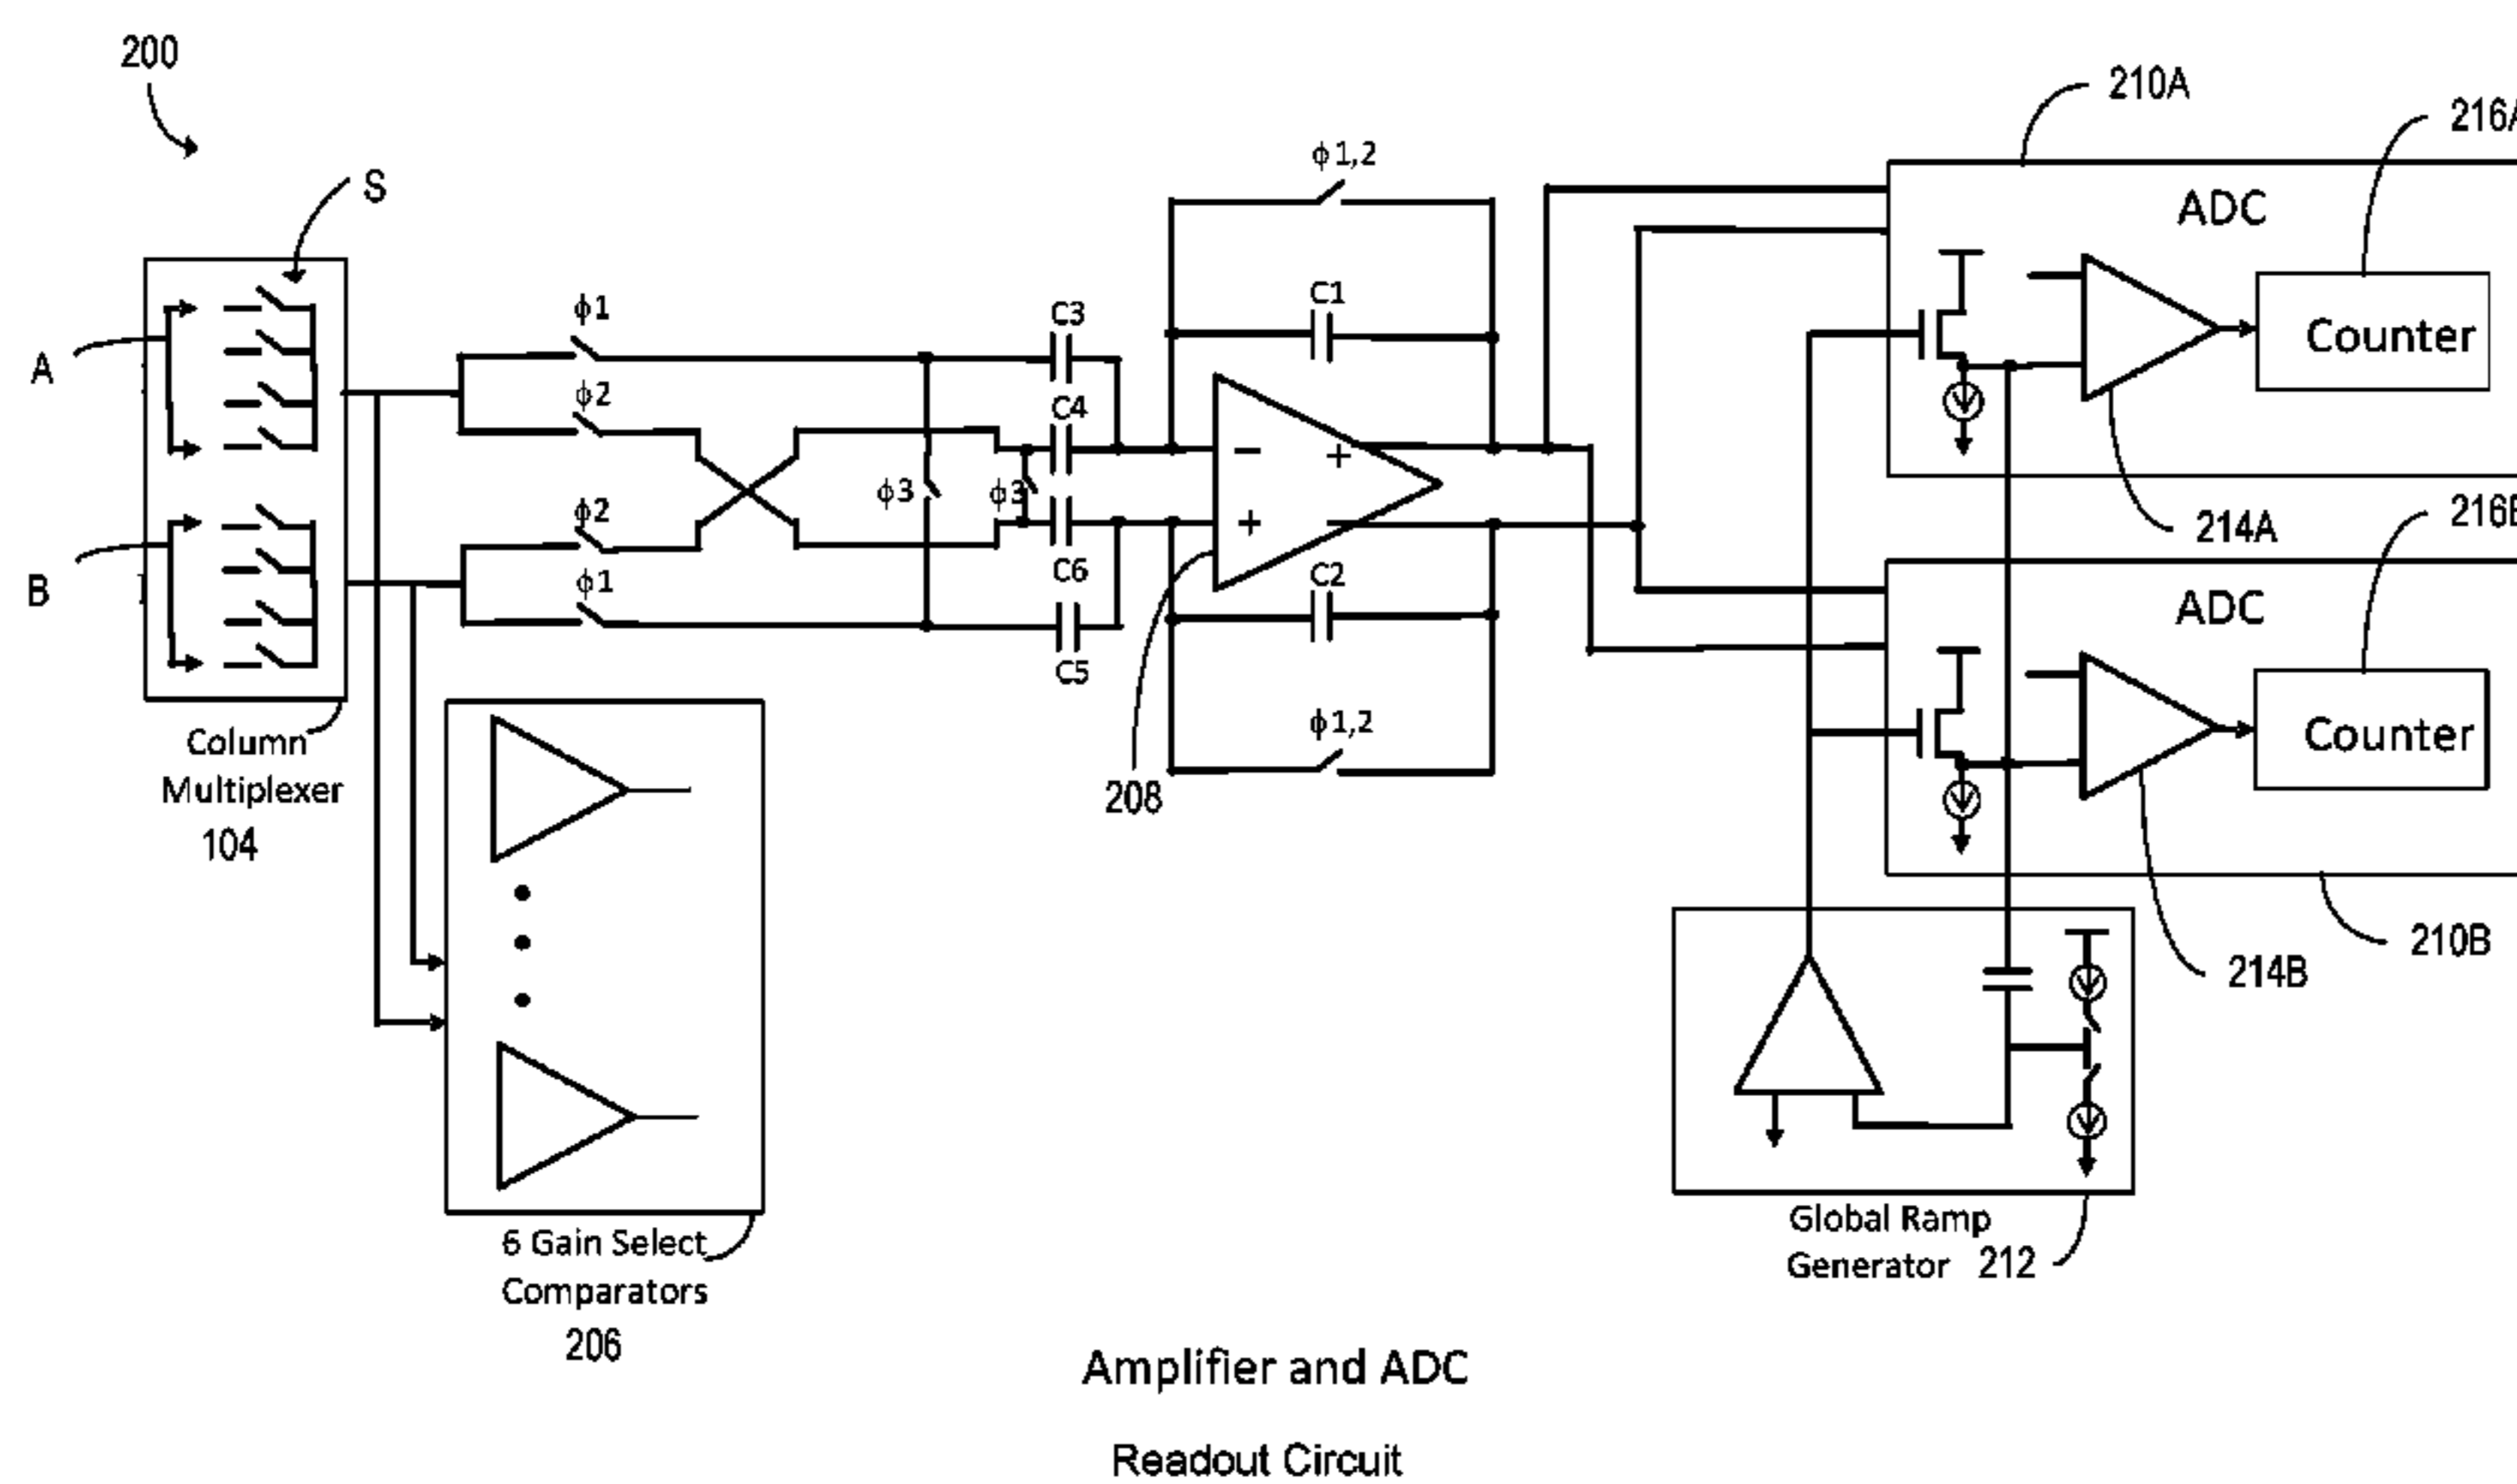 200
S
A
B
Column
Multiplexer
104
ϕ1
ϕ2
ϕ2
ϕ1
ϕ3
ϕ3
C3
C4
C6
C5
ϕ1,2
C1
C2
ϕ1,2
−
+
+
−
208
6 Gain Select
Comparators
206
210A
216A
ADC
Counter
214A
216B
ADC
Counter
214B
210B
Global Ramp
Generator 212
Amplifier and ADC
Readout Circuit